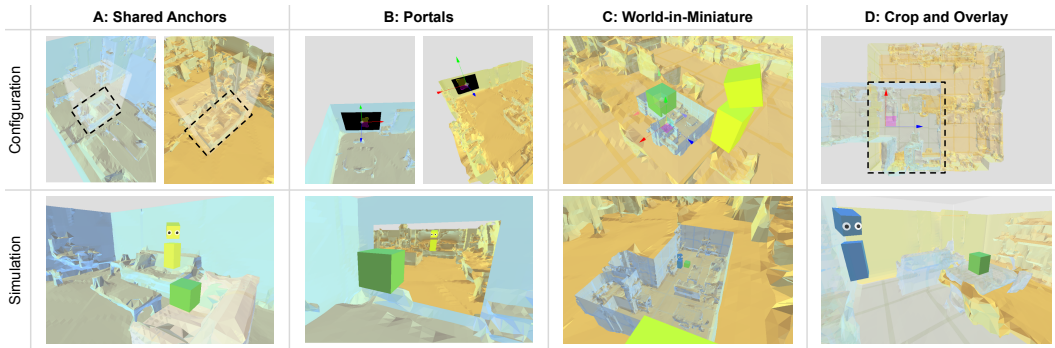 A: Shared Anchors
B: Portals
C: World-in-Miniature
D: Crop and Overlay
Configuration
Simulation